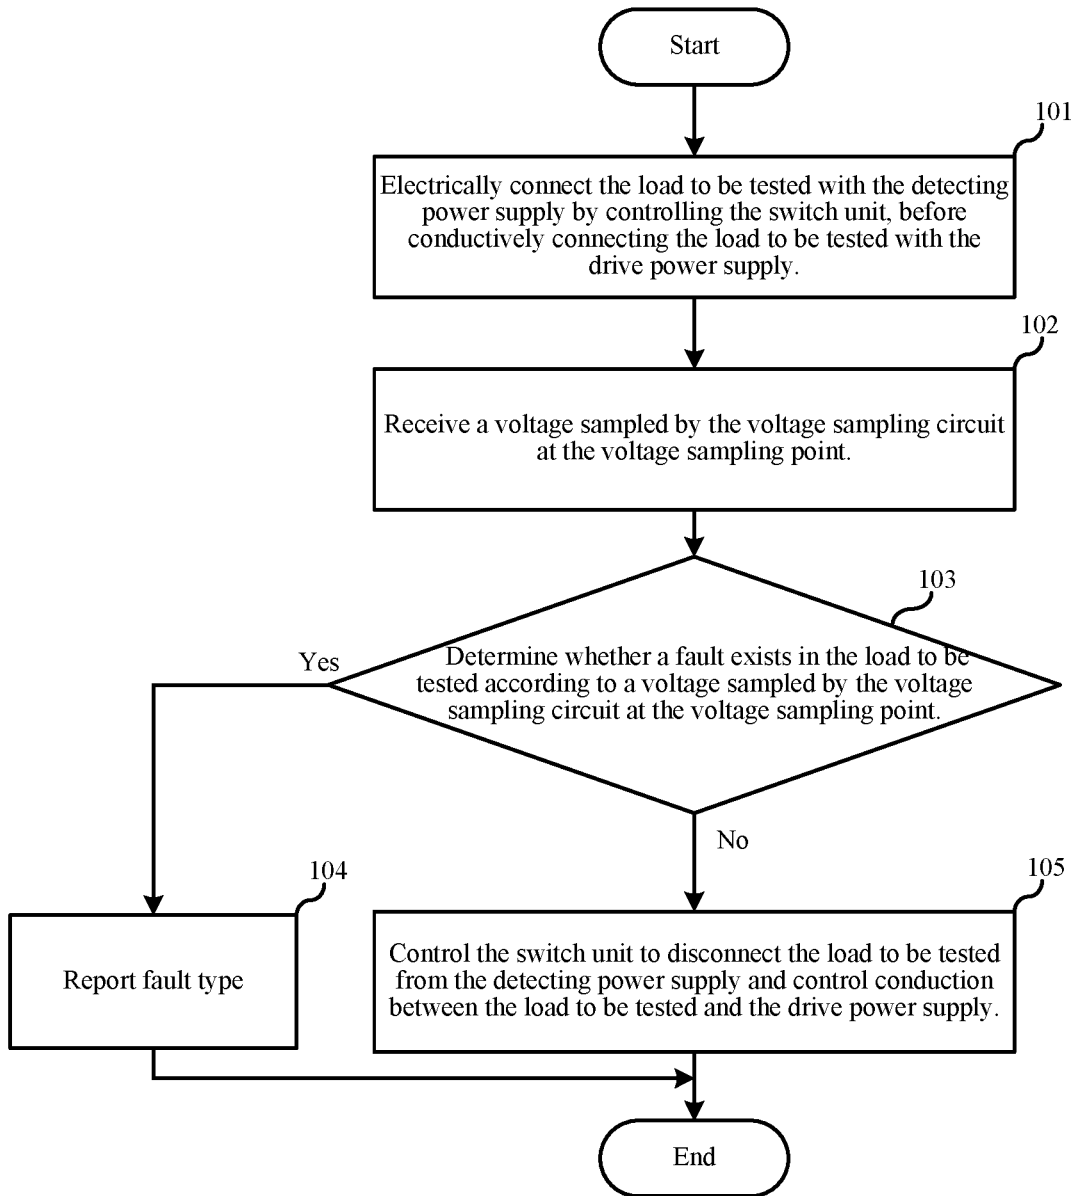 Start
101
Electrically connect the load to be tested with the detecting
power supply by controlling the switch unit, before
conductively connecting the load to be tested with the
drive power supply.
102
Receive a voltage sampled by the voltage sampling circuit
at the voltage sampling point.
103
Determine whether a fault exists in the load to be
tested according to a voltage sampled by the voltage
sampling circuit at the voltage sampling point.
Yes
No
104
Report fault type
105
Control the switch unit to disconnect the load to be tested
from the detecting power supply and control conduction
between the load to be tested and the drive power supply.
End